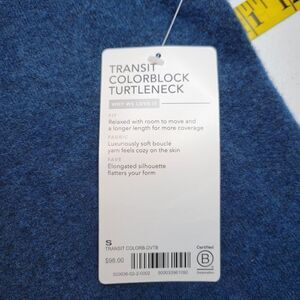 TRANSIT
COLORBLOCK
TURTLENECK
WHY WE LOVE IT
FIT
Relaxed with room to move and
a longer length for more coverage
FABRIC
Luxuriously soft bouclé
yarn feels cozy on the skin
FAVE
Elongated silhouette
flatters your form
S
TRANSIT COLORB-DVTB
$98.00
Certified
B
Corporation
1